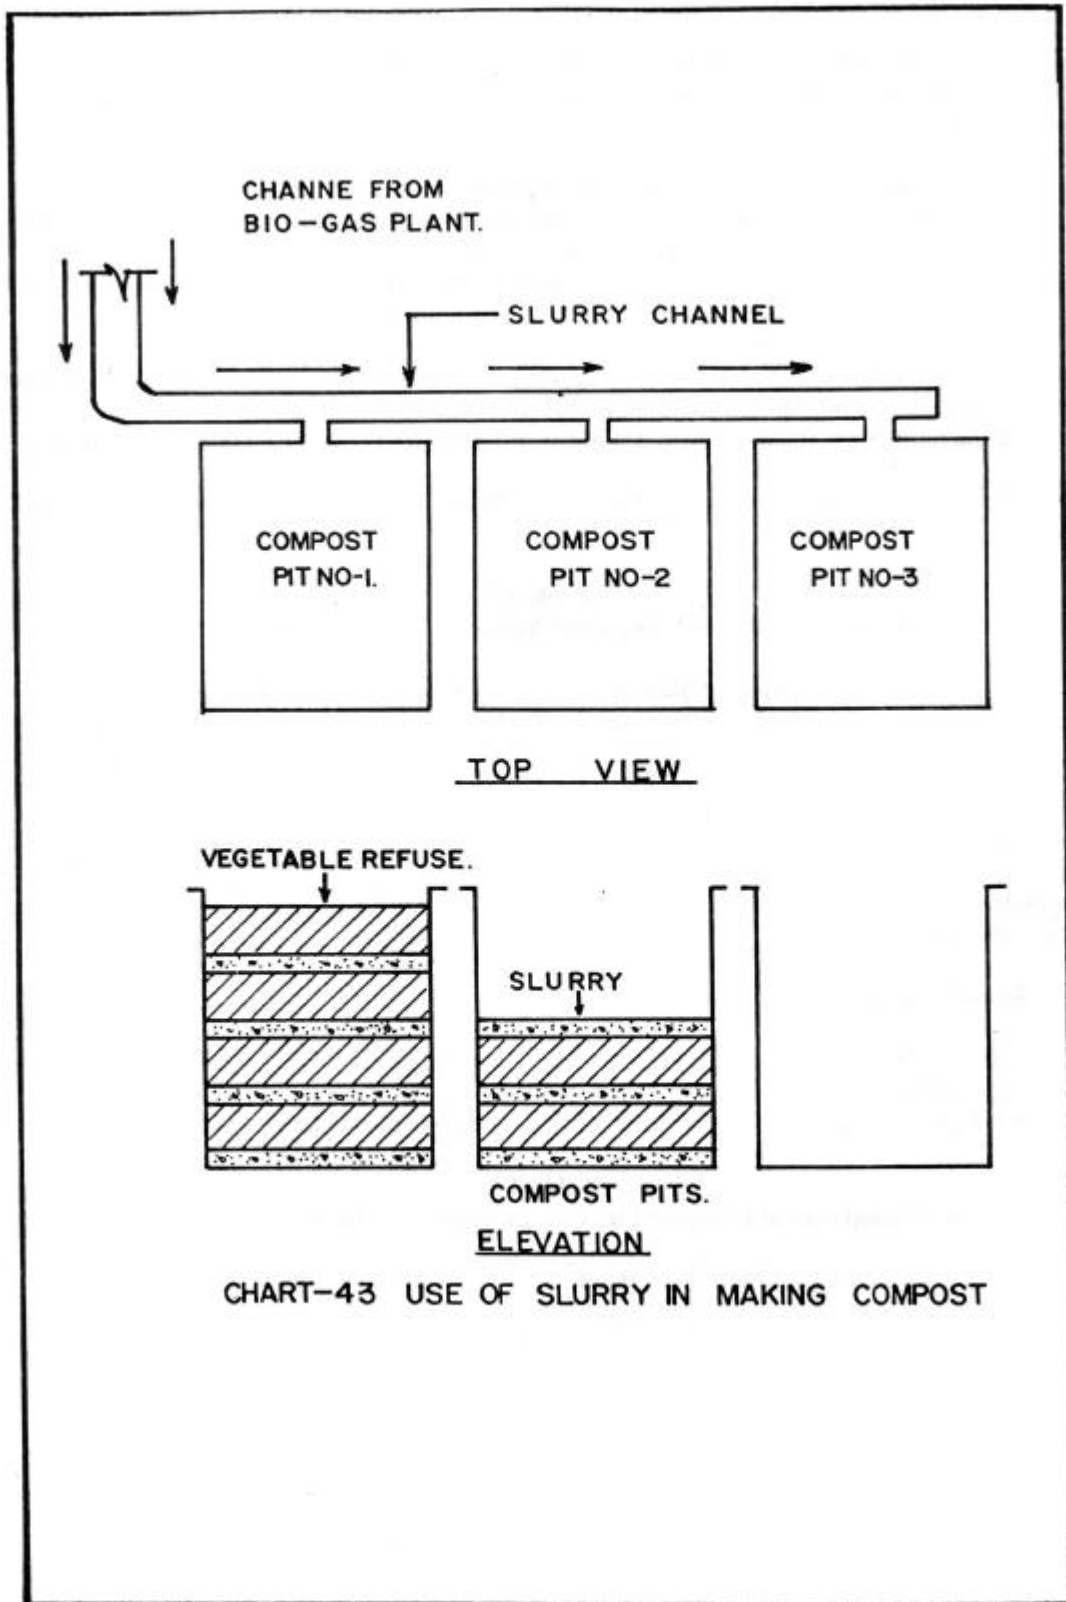 CHANNE FROM
BIO-GAS PLANT.
SLURRY CHANNEL
COMPOST
PIT NO-1.
COMPOST
PIT NO-2
COMPOST
PIT NO-3
TOP VIEW
VEGETABLE REFUSE.
SLURRY
COMPOST PITS.
ELEVATION
CHART-43 USE OF SLURRY IN MAKING COMPOST